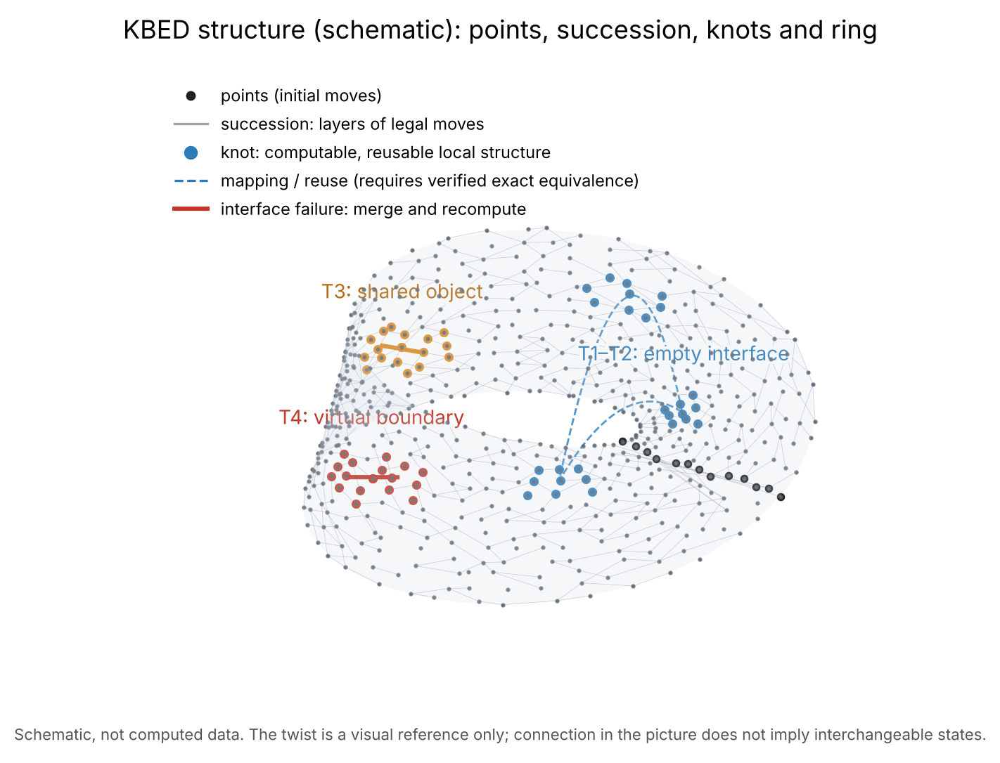 KBED structure (schematic): points, succession, knots and ring
points (initial moves)
succession: layers of legal moves
knot: computable, reusable local structure
mapping / reuse (requires verified exact equivalence)
interface failure: merge and recompute
T3: shared object
T1–T2: empty interface
T4: virtual boundary
Schematic, not computed data. The twist is a visual reference only; connection in the picture does not imply interchangeable states.